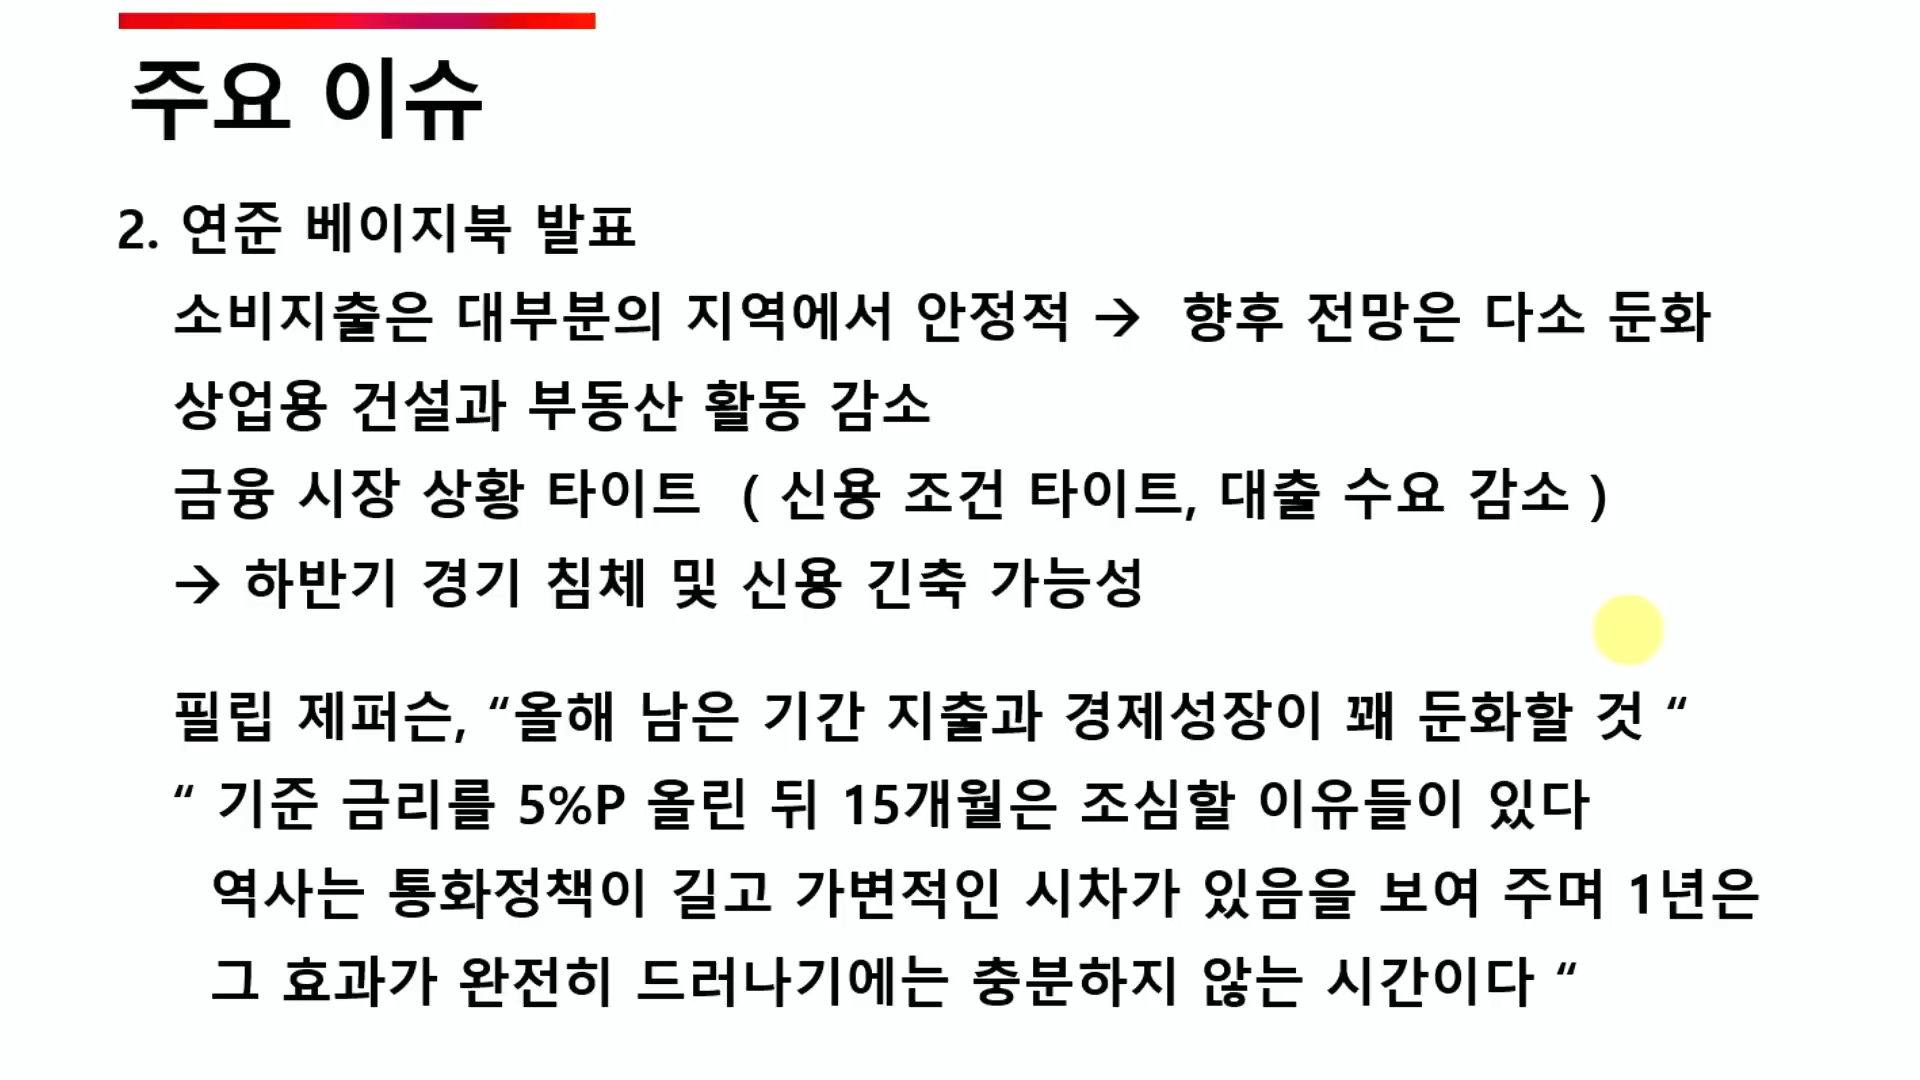 주요 이슈
2. 연준 베이지북 발표
소비지출은 대부분의 지역에서 안정적 → 향후 전망은 다소 둔화
상업용 건설과 부동산 활동 감소
금융 시장 상황 타이트 ( 신용 조건 타이트, 대출 수요 감소 )
→ 하반기 경기 침체 및 신용 긴축 가능성
필립 제퍼슨, “올해 남은 기간 지출과 경제성장이 꽤 둔화할 것 “
“ 기준 금리를 5%P 올린 뒤 15개월은 조심할 이유들이 있다
역사는 통화정책이 길고 가변적인 시차가 있음을 보여 주며 1년은
그 효과가 완전히 드러나기에는 충분하지 않는 시간이다 “